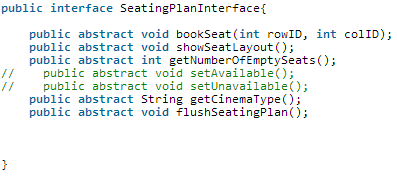 public interface SeatingPlanInterface{
public abstract void bookSeat(int rowID, int colID);
public abstract void showSeatLayout();
public abstract int getNumberOfEmptySeats();
//    public abstract void setAvailable();
//    public abstract void setUnavailable();
public abstract String getCinemaType();
public abstract void flushSeatingPlan();
}